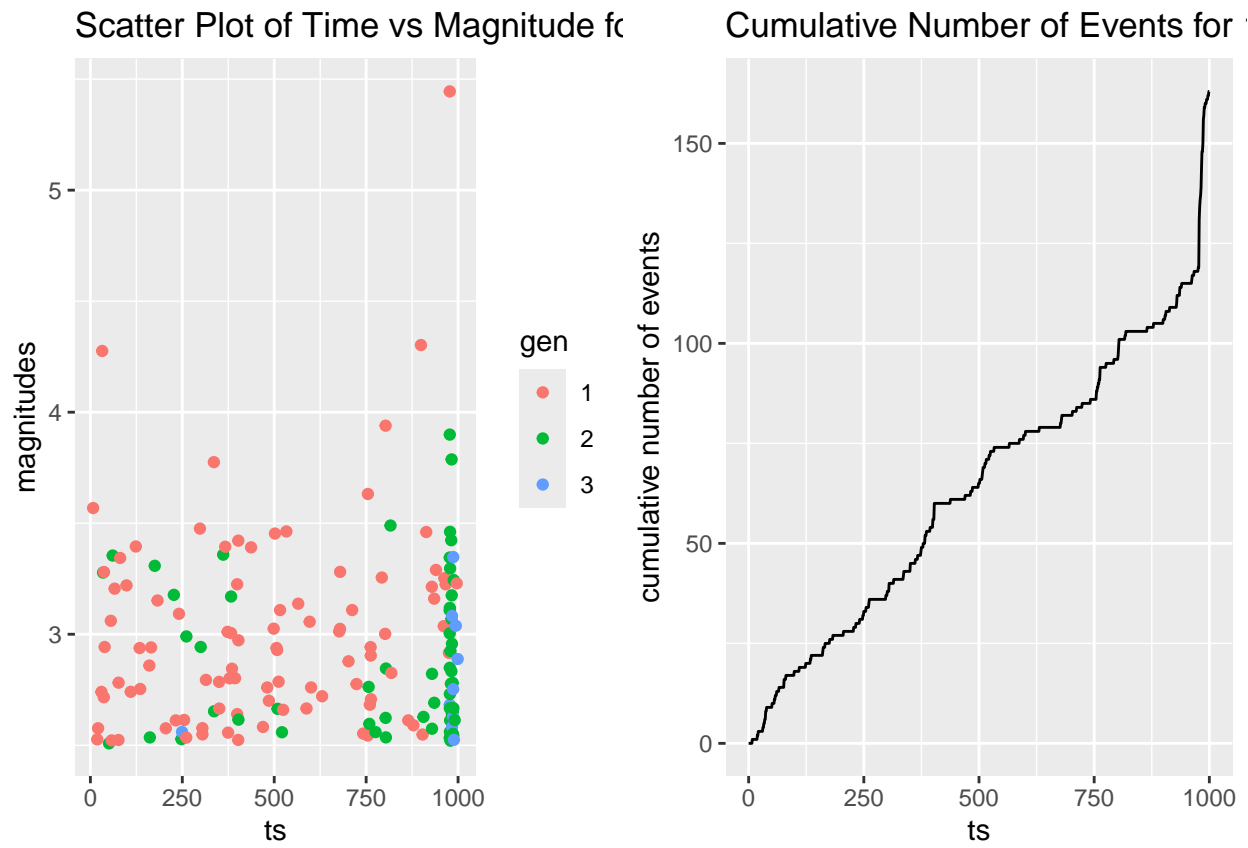 Scatter Plot of Time vs Magnitude fo
5
4
3
magnitudes
0 250 500 750 1000
ts
gen
1
2
3
Cumulative Number of Events for
150
100
50
0
cumulative number of events
0 250 500 750 1000
ts